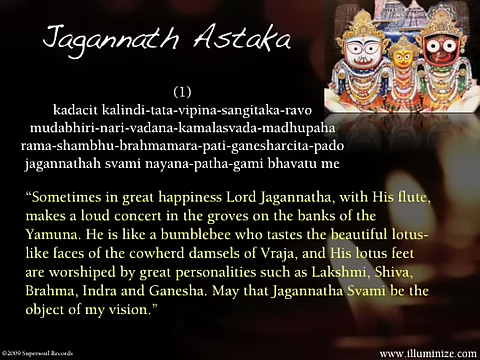 Jagannath Astaka
(1)
kadacit kalindi-tata-vipina-sangitaka-ravo
mudabhiri-nari-vadana-kamalasvada-madhupaha
rama-shambhu-brahmamara-pati-ganesharcita-pado
jagannathah svami nayana-patha-gami bhavatu me
“Sometimes in great happiness Lord Jagannatha, with His flute,
makes a loud concert in the groves on the banks of the
Yamuna. He is like a bumblebee who tastes the beautiful lotus-
like faces of the cowherd damsels of Vraja, and His lotus feet
are worshiped by great personalities such as Lakshmi, Shiva,
Brahma, Indra and Ganesha. May that Jagannatha Svami be the
object of my vision.”
©2009 Supersoul Records
www.illuminize.com